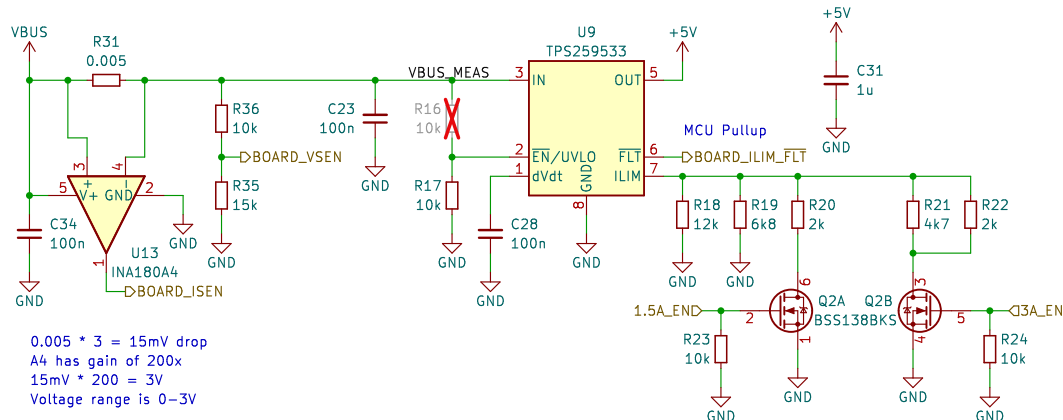 VBUS
R31
0.005
VBUS_MEAS
U9
TPS259533
+5V
+5V
3 IN
OUT 5
C31
1u
R36
10k
C23
100n
R16
10k
MCU Pullup
3
4
BOARD_VSEN
2 EN/UVLO
FLT 6
BOARD_ILIM_FLT
1 dVdt
GND
ILIM 7
8
+
-
5 V+
GND 2
R35
15k
R17
10k
C28
100n
GND
R18
12k
R19
6k8
R20
2k
R21
4k7
R22
2k
C34
100n
GND
GND
GND
GND
GND
GND
GND
GND
U13
INA180A4
1
BOARD_ISEN
GND
6
3
1.5A_EN
2
Q2A
Q2B
BSS138BKS
5
3A_EN
1
4
R23
10k
R24
10k
GND
GND
GND
GND
0.005 * 3 = 15mV drop
A4 has gain of 200x
15mV * 200 = 3V
Voltage range is 0-3V